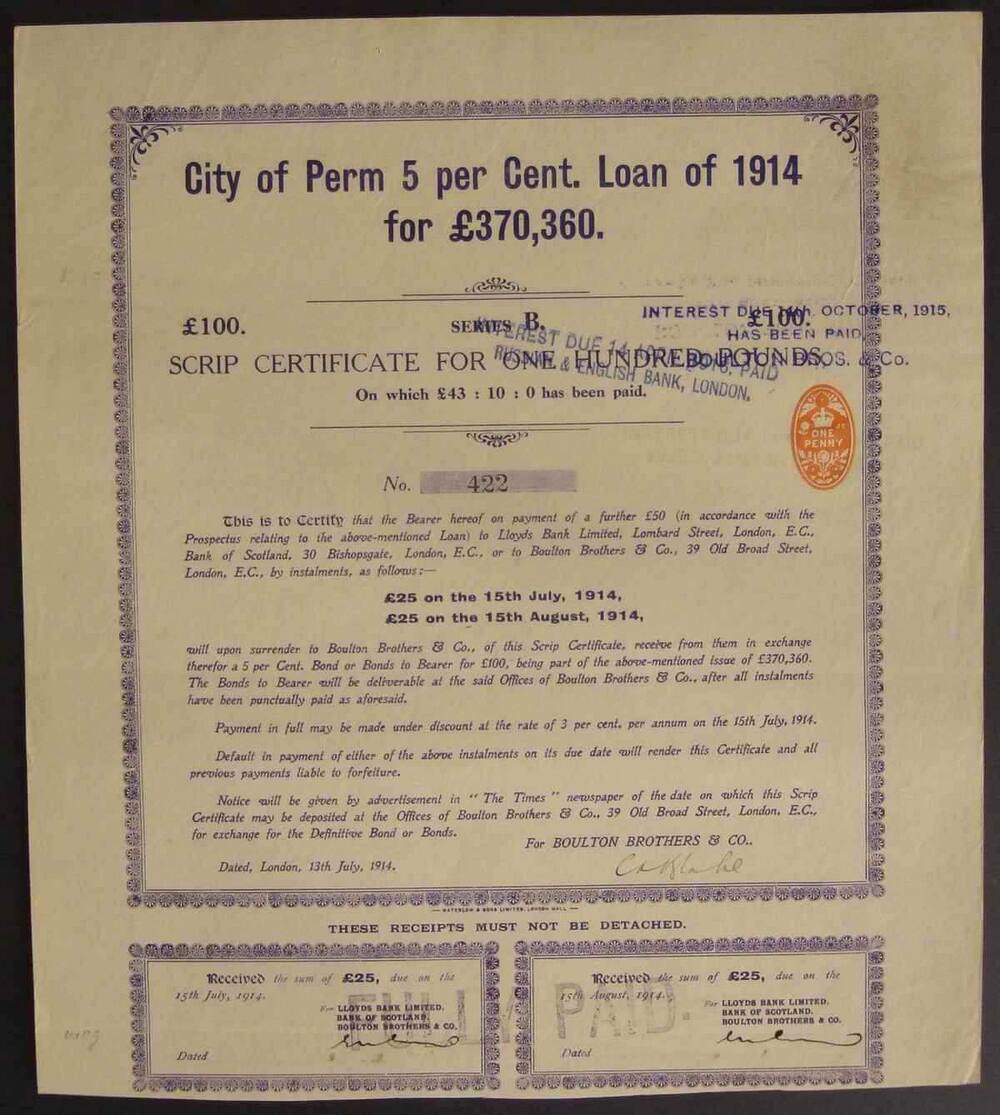 City of Perm 5 per Cent. Loan of 1914
for £370,360.
£100. SERIES B. £100.
INTEREST DUE 14th OCTOBER, 1915,
HAS BEEN PAID
BOULTON BROS. & Co.
SCRIP CERTIFICATE FOR ONE HUNDRED POUNDS
INTEREST DUE 14 PAID
RUSSIAN & ENGLISH BANK, LONDON,
On which £43 : 10 : 0 has been paid.
ONE
PENNY
No. 422
This is to Certify that the Bearer hereof on payment of a further £50 (in accordance with the
Prospectus relating to the above-mentioned Loan) to Lloyds Bank Limited, Lombard Street, London, E.C.,
Bank of Scotland, 30 Bishopsgate, London, E.C., or to Boulton Brothers & Co., 39 Old Broad Street,
London, E.C., by instalments, as follows:—
£25 on the 15th July, 1914,
£25 on the 15th August, 1914,
will upon surrender to Boulton Brothers & Co., of this Scrip Certificate, receive from them in exchange
therefor a 5 per Cent. Bond or Bonds to Bearer for £100, being part of the above-mentioned issue of £370,360.
The Bonds to Bearer will be deliverable at the said Offices of Boulton Brothers & Co., after all instalments
have been punctually paid as aforesaid.
Payment in full may be made under discount at the rate of 3 per cent. per annum on the 15th July, 1914.
Default in payment of either of the above instalments on its due date will render this Certificate and all
previous payments liable to forfeiture.
Notice will be given by advertisement in "The Times" newspaper of the date on which this Scrip
Certificate may be deposited at the Offices of Boulton Brothers & Co., 39 Old Broad Street, London, E.C.,
for exchange for the Definitive Bond or Bonds.
For BOULTON BROTHERS & CO..
Dated, London, 13th July, 1914.
WATERLOW & SONS LIMITED, LONDON WALL
THESE RECEIPTS MUST NOT BE DETACHED.
Received the sum of £25, due on the
15th July, 1914.
For LLOYDS BANK LIMITED.
BANK OF SCOTLAND.
BOULTON BROTHERS & CO.
Dated
Received the sum of £25, due on the
15th August, 1914.
For LLOYDS BANK LIMITED.
BANK OF SCOTLAND.
BOULTON BROTHERS & CO.
Dated
FULLY PAID.